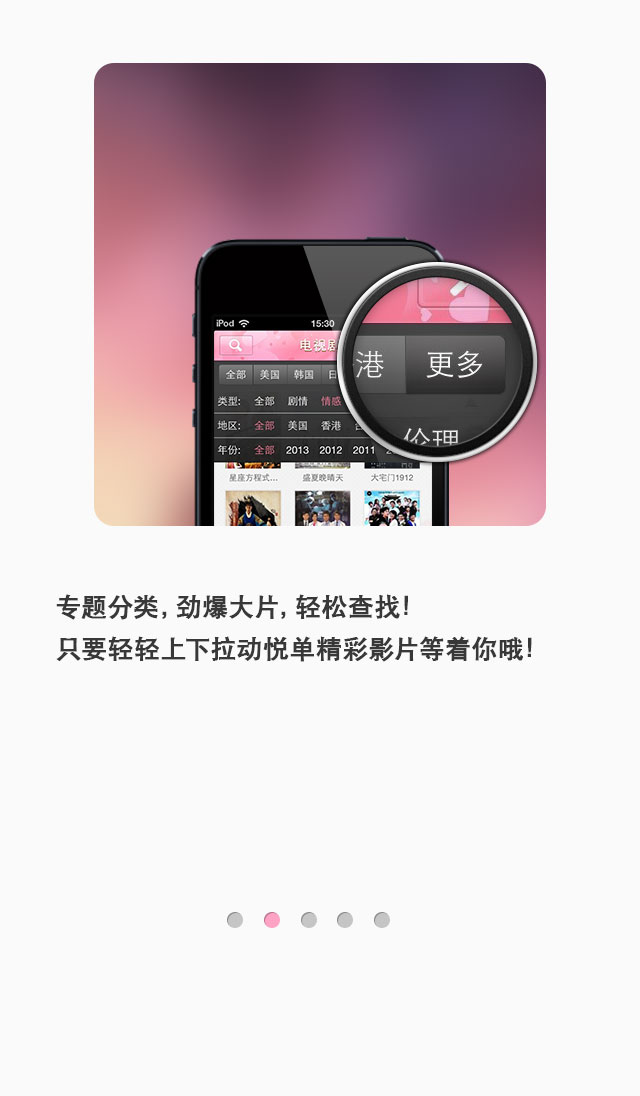 iPod 15:30
电视剧
全部 美国 韩国
港 更多
类型: 全部 剧情 情感
伦理
地区: 全部 美国 香港
年份: 全部 2013 2012 2011
星座方程式... 盛夏晚晴天 大宅门1912
专题分类, 劲爆大片, 轻松查找!
只要轻轻上下拉动悦单精彩影片等着你哦!